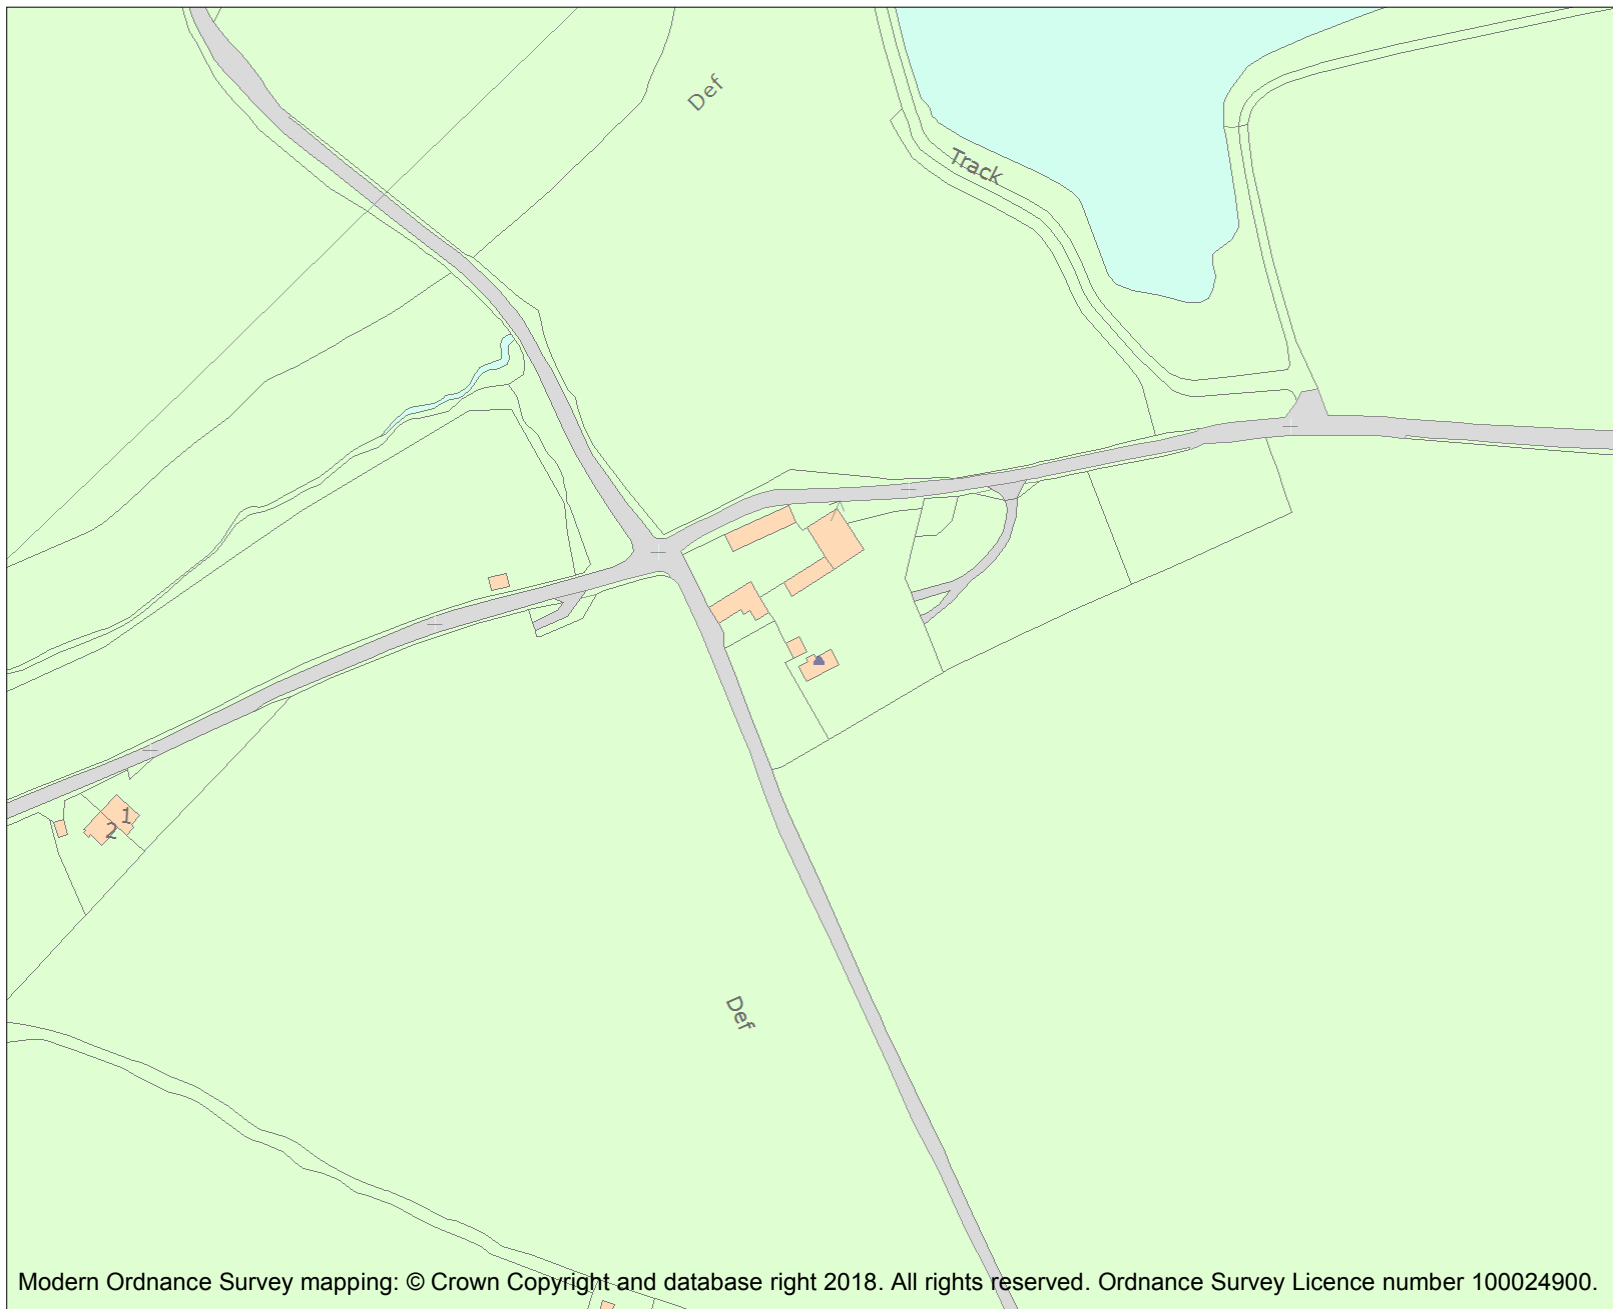 Def
Track
1
2
Def
Modern Ordnance Survey mapping: © Crown Copyright and database right 2018. All rights reserved. Ordnance Survey Licence number 100024900.